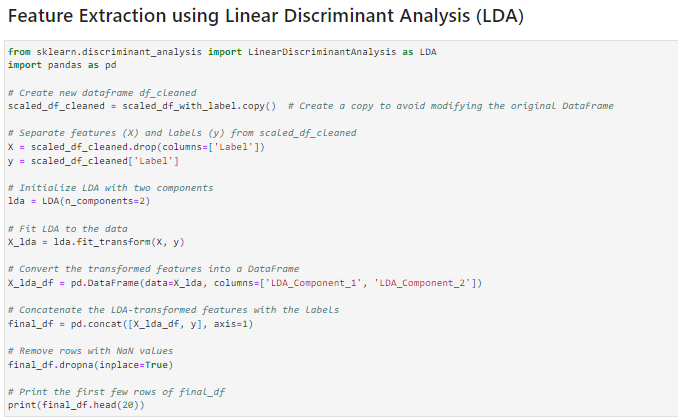 Feature Extraction using Linear Discriminant Analysis (LDA)
from sklearn.discriminant_analysis import LinearDiscriminantAnalysis as LDA
import pandas as pd
# Create new dataframe df_cleaned
scaled_df_cleaned = scaled_df_with_label.copy()  # Create a copy to avoid modifying the original DataFrame
# Separate features (X) and labels (y) from scaled_df_cleaned
X = scaled_df_cleaned.drop(columns=['Label'])
y = scaled_df_cleaned['Label']
# Initialize LDA with two components
lda = LDA(n_components=2)
# Fit LDA to the data
X_lda = lda.fit_transform(X, y)
# Convert the transformed features into a DataFrame
X_lda_df = pd.DataFrame(data=X_lda, columns=['LDA_Component_1', 'LDA_Component_2'])
# Concatenate the LDA-transformed features with the labels
final_df = pd.concat([X_lda_df, y], axis=1)
# Remove rows with NaN values
final_df.dropna(inplace=True)
# Print the first few rows of final_df
print(final_df.head(20))